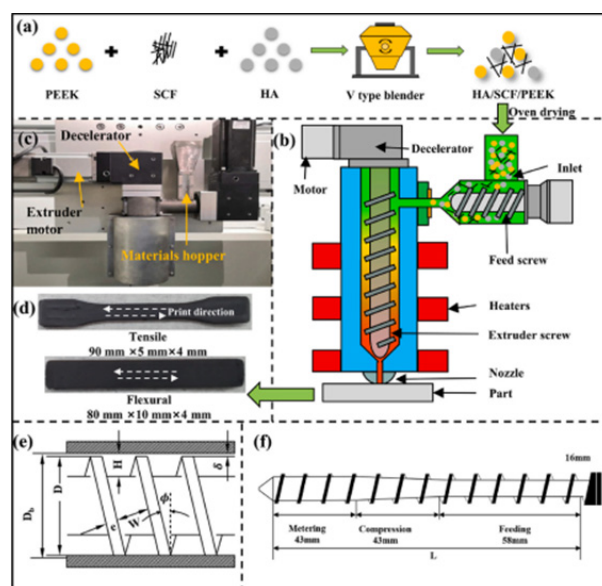 (a)
PEEK
SCF
HA
V type blender
HA/SCF/PEEK
Oven drying
(c)
Decelerator
Extruder
motor
Materials hopper
(b)
Motor
Decelerator
Inlet
Feed screw
Heaters
Extruder screw
Nozzle
Part
(d)
Print direction
Tensile
90 mm ×5 mm×4 mm
Flexural
80 mm ×10 mm×4 mm
(e)
H
δ
D_b
D
e
W
Φ
(f)
16mm
Metering
43mm
Compression
43mm
Feeding
58mm
L